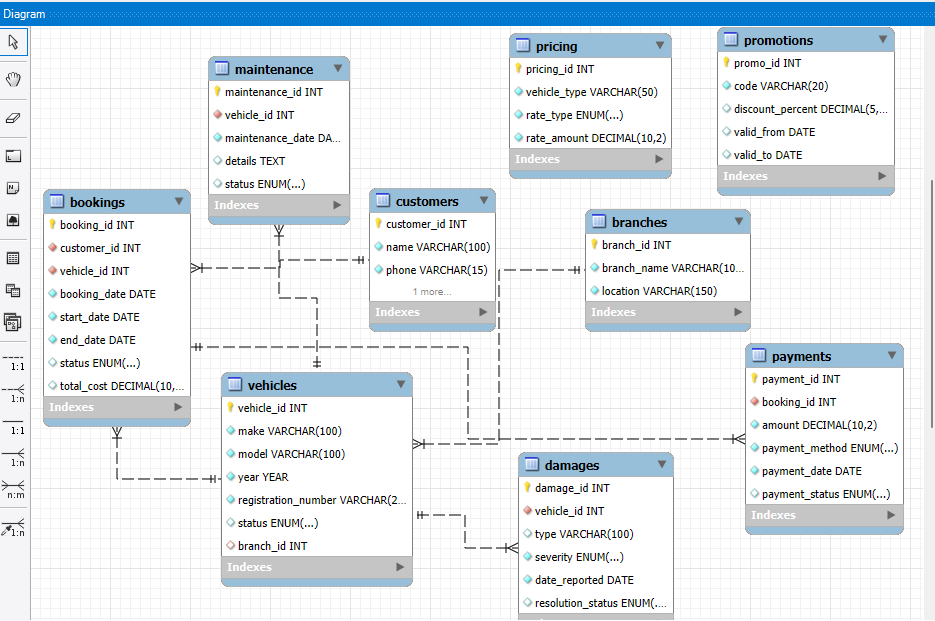 Diagram
maintenance
maintenance_id INT
vehicle_id INT
maintenance_date DA...
details TEXT
status ENUM(...)
Indexes
pricing
pricing_id INT
vehicle_type VARCHAR(50)
rate_type ENUM(...)
rate_amount DECIMAL(10,2)
Indexes
promotions
promo_id INT
code VARCHAR(20)
discount_percent DECIMAL(5,...
valid_from DATE
valid_to DATE
Indexes
bookings
booking_id INT
customer_id INT
vehicle_id INT
booking_date DATE
start_date DATE
end_date DATE
status ENUM(...)
total_cost DECIMAL(10,...
Indexes
customers
customer_id INT
name VARCHAR(100)
phone VARCHAR(15)
1 more...
Indexes
branches
branch_id INT
branch_name VARCHAR(10...
location VARCHAR(150)
Indexes
vehicles
vehicle_id INT
make VARCHAR(100)
model VARCHAR(100)
year YEAR
registration_number VARCHAR(2...
status ENUM(...)
branch_id INT
Indexes
payments
payment_id INT
booking_id INT
amount DECIMAL(10,2)
payment_method ENUM(...)
payment_date DATE
payment_status ENUM(...)
Indexes
damages
damage_id INT
vehicle_id INT
type VARCHAR(100)
severity ENUM(...)
date_reported DATE
resolution_status ENUM(....
1:1
1:n
1:1
1:n
n:m
1:n